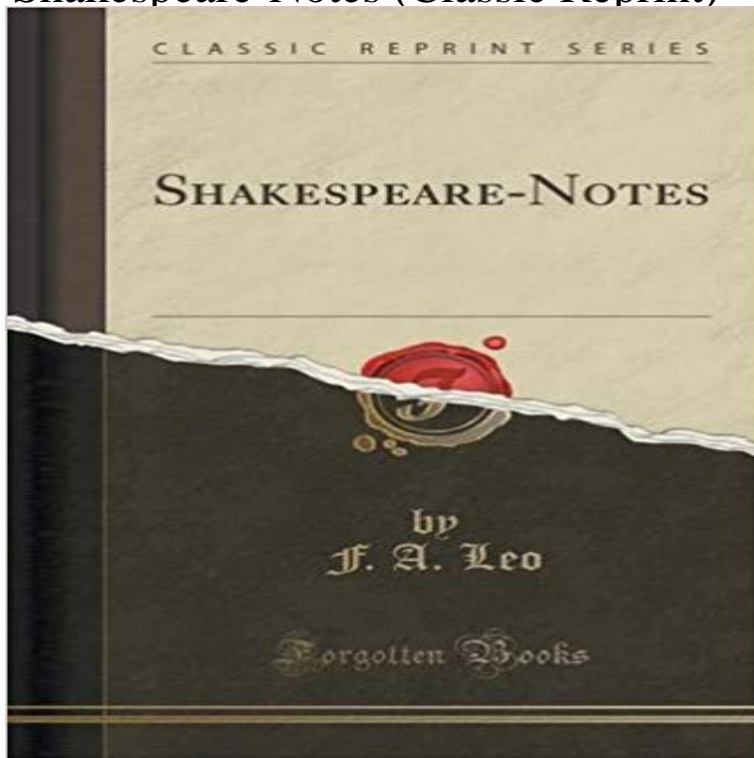 Shakespeare-Notes (Classic Reprint)
CLASSIC REPRINT SERIES
SHAKESPEARE-NOTES
by
F. A. Leo
Forgotten Books